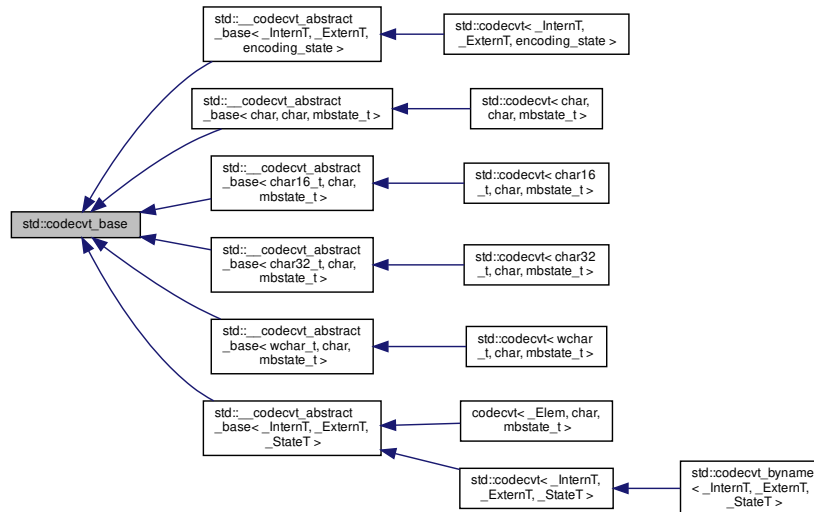 std::__codecvt_abstract
_base< _InternT, _ExternT,
encoding_state >
std::codecvt< _InternT,
_ExternT, encoding_state >
std::__codecvt_abstract
_base< char, char, mbstate_t >
std::codecvt< char,
char, mbstate_t >
std::__codecvt_abstract
_base< char16_t, char,
mbstate_t >
std::codecvt< char16
_t, char, mbstate_t >
std::codecvt_base
std::__codecvt_abstract
_base< char32_t, char,
mbstate_t >
std::codecvt< char32
_t, char, mbstate_t >
std::__codecvt_abstract
_base< wchar_t, char,
mbstate_t >
std::codecvt< wchar
_t, char, mbstate_t >
std::__codecvt_abstract
_base< _InternT, _ExternT,
_StateT >
codecvt< _Elem, char,
mbstate_t >
std::codecvt< _InternT,
_ExternT, _StateT >
std::codecvt_byname
< _InternT, _ExternT,
_StateT >